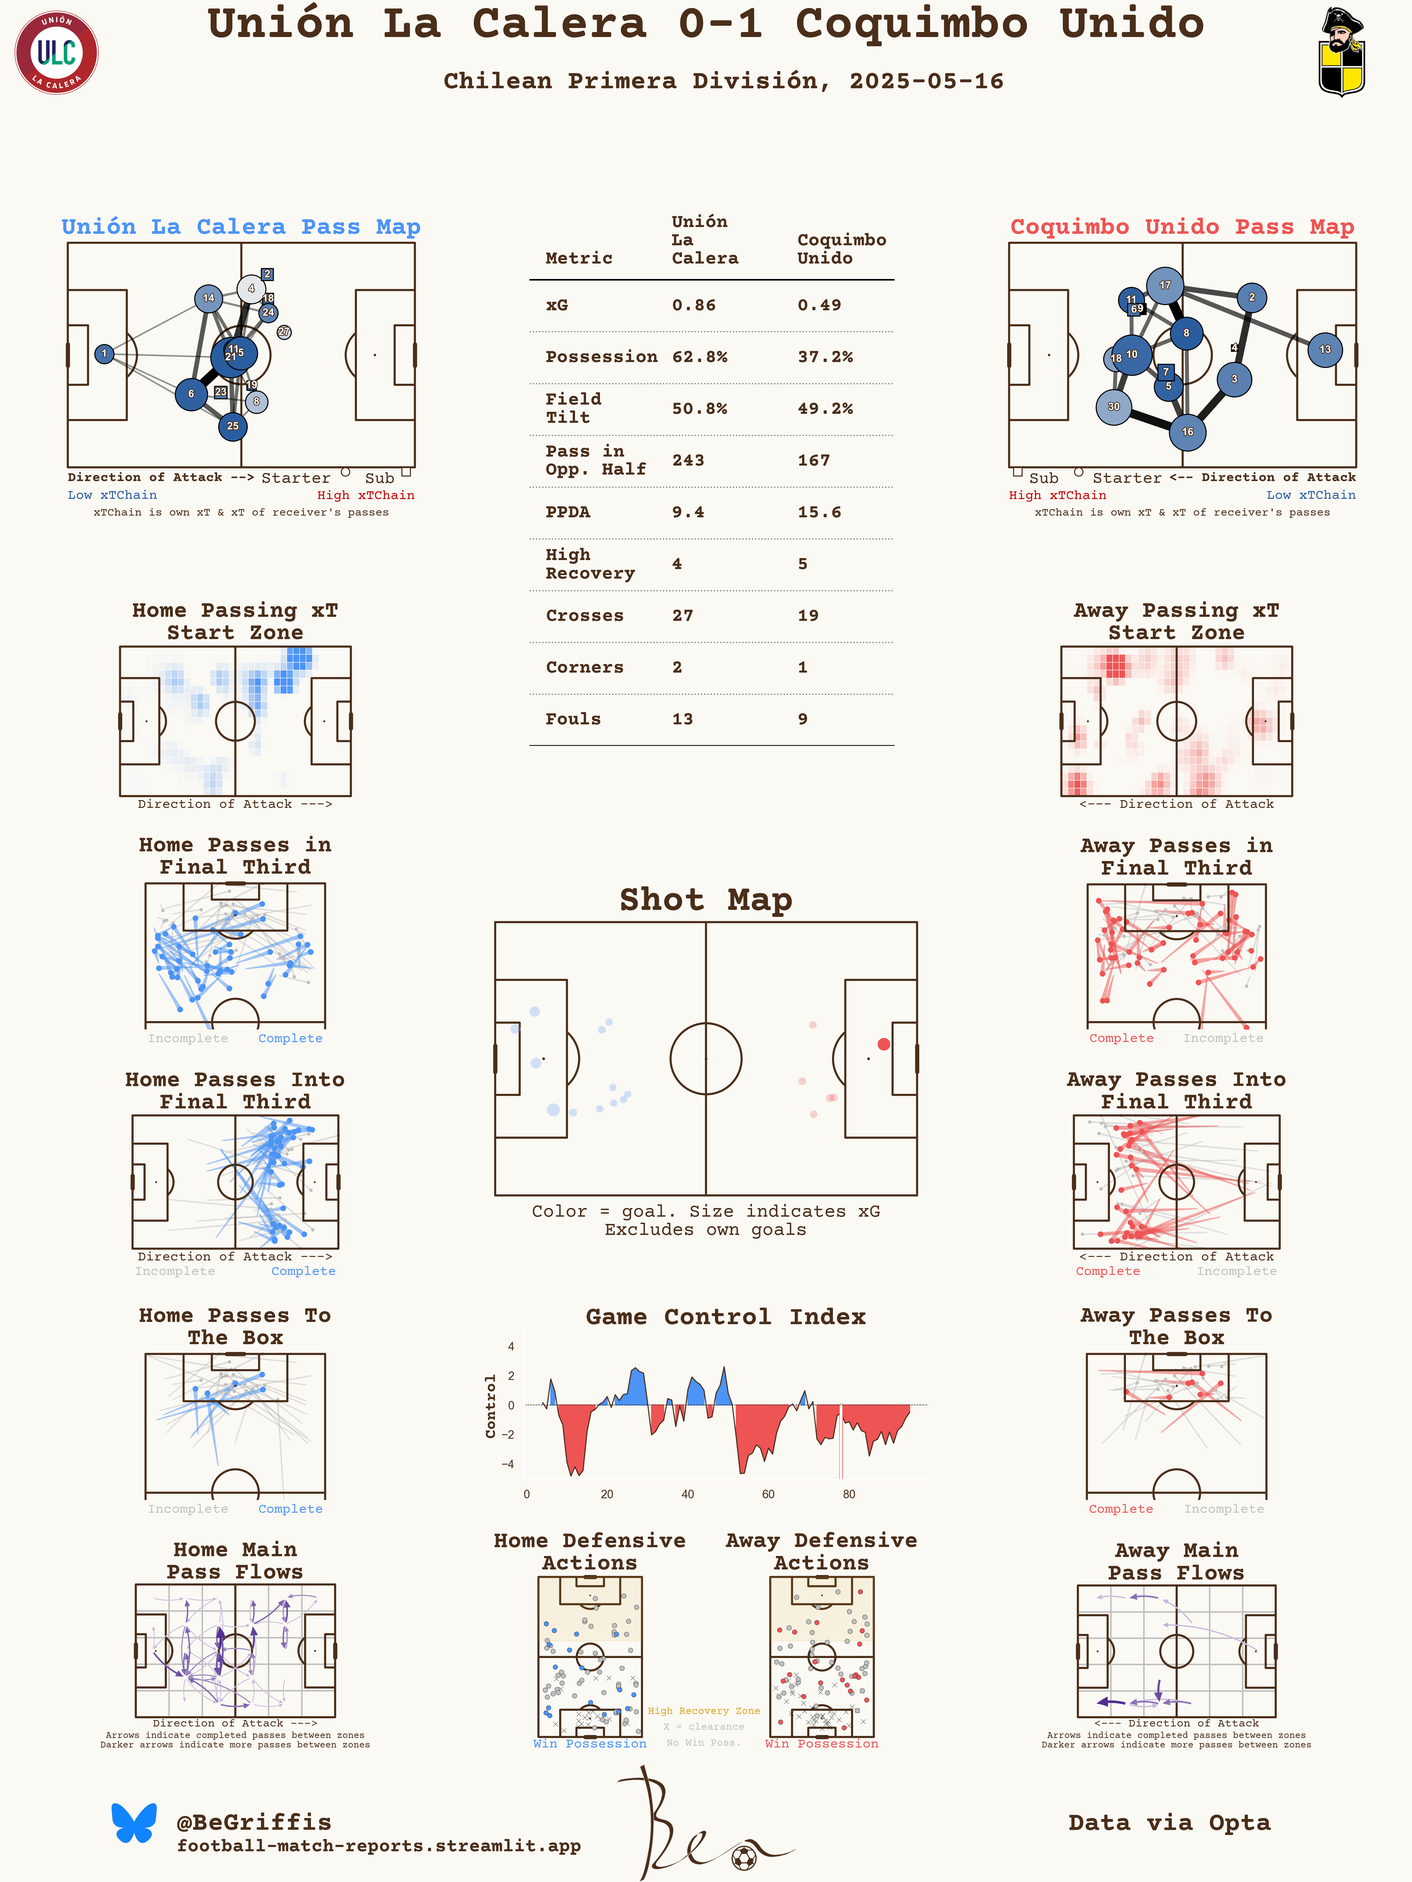 Unión La Calera 0-1 Coquimbo Unido
Chilean Primera División, 2025-05-16
UNIÓN
ULC
LA CALERA
Unión La Calera Pass Map
2
4
18
14
24
27
1
11
5
21
6
23
19
8
25
Direction of Attack --> Starter Sub
Low xTChain High xTChain
xTChain is own xT & xT of receiver's passes
Metric Unión La Calera Coquimbo Unido
xG 0.86 0.49
Possession 62.8% 37.2%
Field Tilt 50.8% 49.2%
Pass in Opp. Half 243 167
PPDA 9.4 15.6
High Recovery 4 5
Crosses 27 19
Corners 2 1
Fouls 13 9
Coquimbo Unido Pass Map
17
11
2
69
8
4
13
18
10
7
5
3
30
16
Sub Starter <-- Direction of Attack
High xTChain Low xTChain
xTChain is own xT & xT of receiver's passes
Home Passing xT
Start Zone
Direction of Attack --->
Away Passing xT
Start Zone
<--- Direction of Attack
Home Passes in
Final Third
Incomplete Complete
Away Passes in
Final Third
Complete Incomplete
Shot Map
Color = goal. Size indicates xG
Excludes own goals
Home Passes Into
Final Third
Direction of Attack --->
Incomplete Complete
Away Passes Into
Final Third
<--- Direction of Attack
Complete Incomplete
Home Passes To
The Box
Incomplete Complete
Game Control Index
Control
4
2
0
−2
−4
0 20 40 60 80
Away Passes To
The Box
Complete Incomplete
Home Main
Pass Flows
Direction of Attack --->
Arrows indicate completed passes between zones
Darker arrows indicate more passes between zones
Home Defensive
Actions
Win Possession
Away Defensive
Actions
Win Possession
High Recovery Zone
X = clearance
No Win Poss.
Away Main
Pass Flows
<--- Direction of Attack
Arrows indicate completed passes between zones
Darker arrows indicate more passes between zones
@BeGriffis
football-match-reports.streamlit.app
Ben
Data via Opta